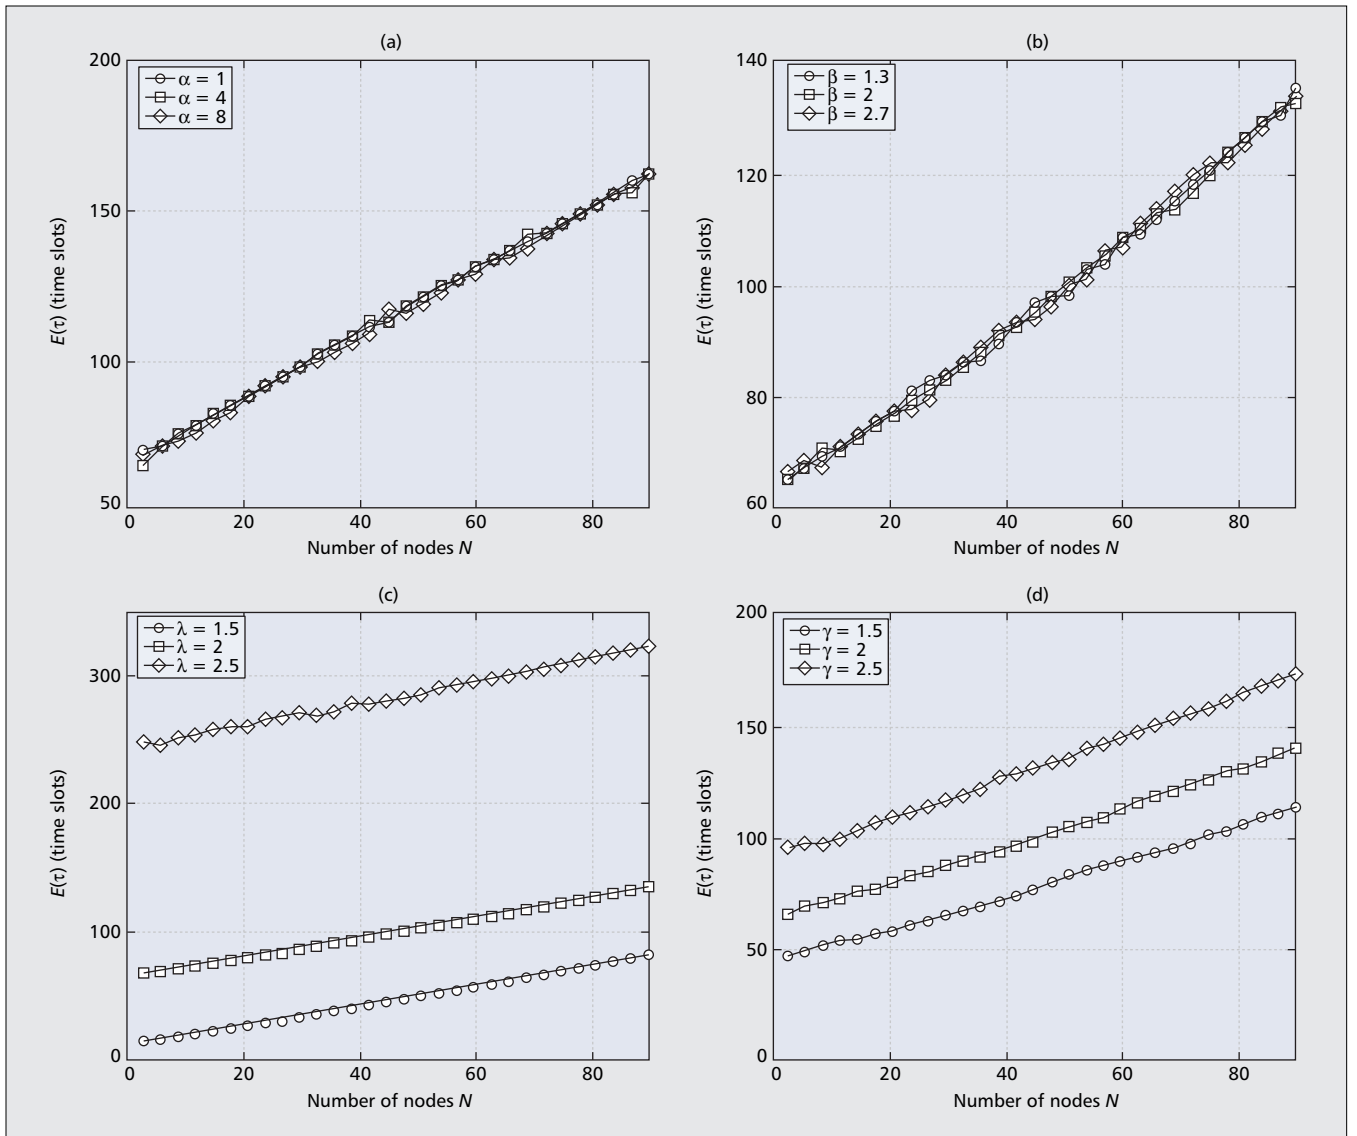 (a)
200
150
100
50
α = 1
α = 4
α = 8
E(τ) (time slots)
0 20 40 60 80
Number of nodes N
(b)
140
120
100
80
60
β = 1.3
β = 2
β = 2.7
E(τ) (time slots)
0 20 40 60 80
Number of nodes N
(c)
300
200
100
0
λ = 1.5
λ = 2
λ = 2.5
E(τ) (time slots)
0 20 40 60 80
Number of nodes N
(d)
200
150
100
50
0
γ = 1.5
γ = 2
γ = 2.5
E(τ) (time slots)
0 20 40 60 80
Number of nodes N